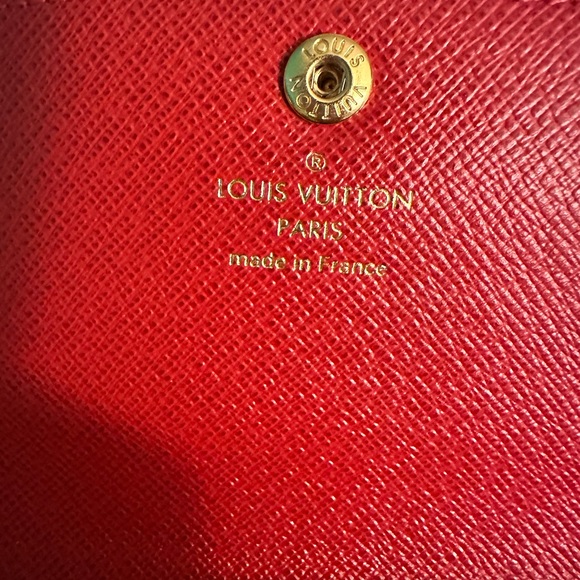 LOUIS
VUITTON
®
LOUIS VUITTON
PARIS
made in France